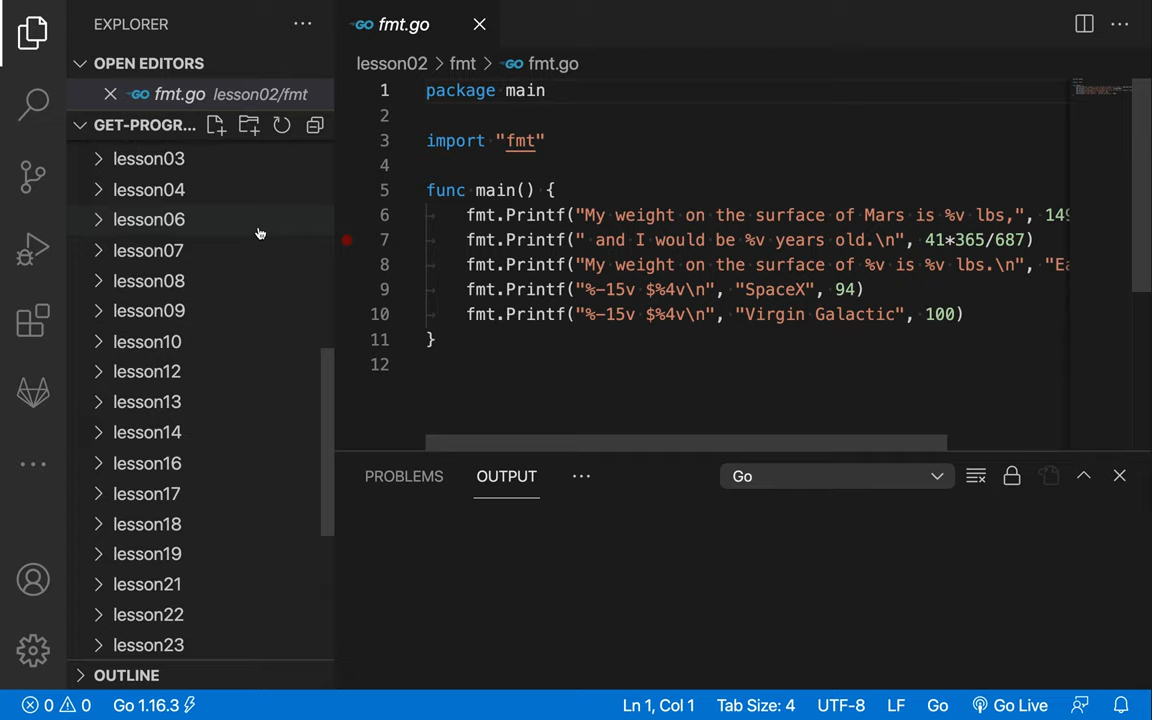 EXPLORER
OPEN EDITORS
fmt.go lesson02/fmt
GET-PROGR...
lesson03
lesson04
lesson06
lesson07
lesson08
lesson09
lesson10
lesson12
lesson13
lesson14
lesson16
lesson17
lesson18
lesson19
lesson21
lesson22
lesson23
OUTLINE
GO fmt.go
lesson02 > fmt > GO fmt.go
1 package main
2
3 import "fmt"
4
5 func main() {
6 fmt.Printf("My weight on the surface of Mars is %v lbs,", 149
7 fmt.Printf(" and I would be %v years old.\n", 41*365/687)
8 fmt.Printf("My weight on the surface of %v is %v lbs.\n", "Ea
9 fmt.Printf("%-15v $%4v\n", "SpaceX", 94)
10 fmt.Printf("%-15v $%4v\n", "Virgin Galactic", 100)
11 }
12
PROBLEMS OUTPUT ... Go
0 0 Go 1.16.3 Ln 1, Col 1 Tab Size: 4 UTF-8 LF Go Go Live